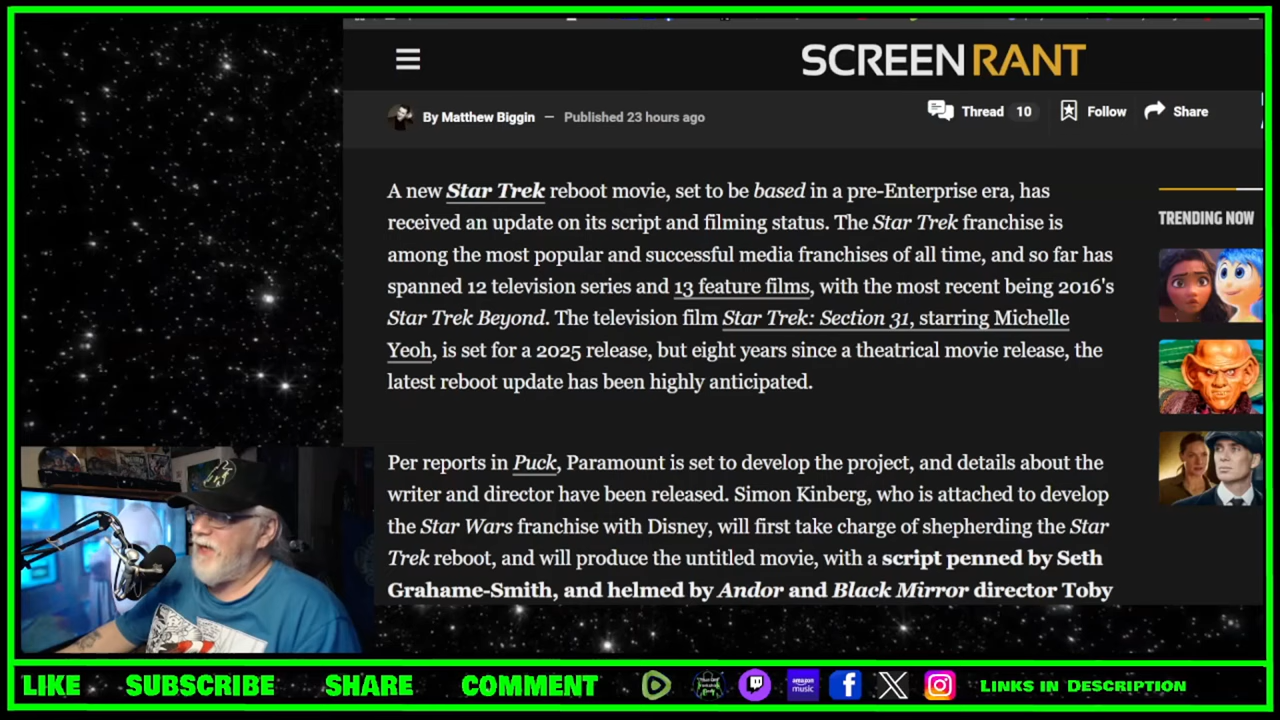 SCREENRANT
By Matthew Biggin — Published 23 hours ago
Thread 10
Follow
Share
A new Star Trek reboot movie, set to be based in a pre-Enterprise era, has
received an update on its script and filming status. The Star Trek franchise is
among the most popular and successful media franchises of all time, and so far has
spanned 12 television series and 13 feature films, with the most recent being 2016's
Star Trek Beyond. The television film Star Trek: Section 31, starring Michelle
Yeoh, is set for a 2025 release, but eight years since a theatrical movie release, the
latest reboot update has been highly anticipated.
Per reports in Puck, Paramount is set to develop the project, and details about the
writer and director have been released. Simon Kinberg, who is attached to develop
the Star Wars franchise with Disney, will first take charge of shepherding the Star
Trek reboot, and will produce the untitled movie, with a script penned by Seth
Grahame-Smith, and helmed by Andor and Black Mirror director Toby
TRENDING NOW
LIKE SUBSCRIBE SHARE COMMENT
amazon music
LINKS IN DESCRIPTION